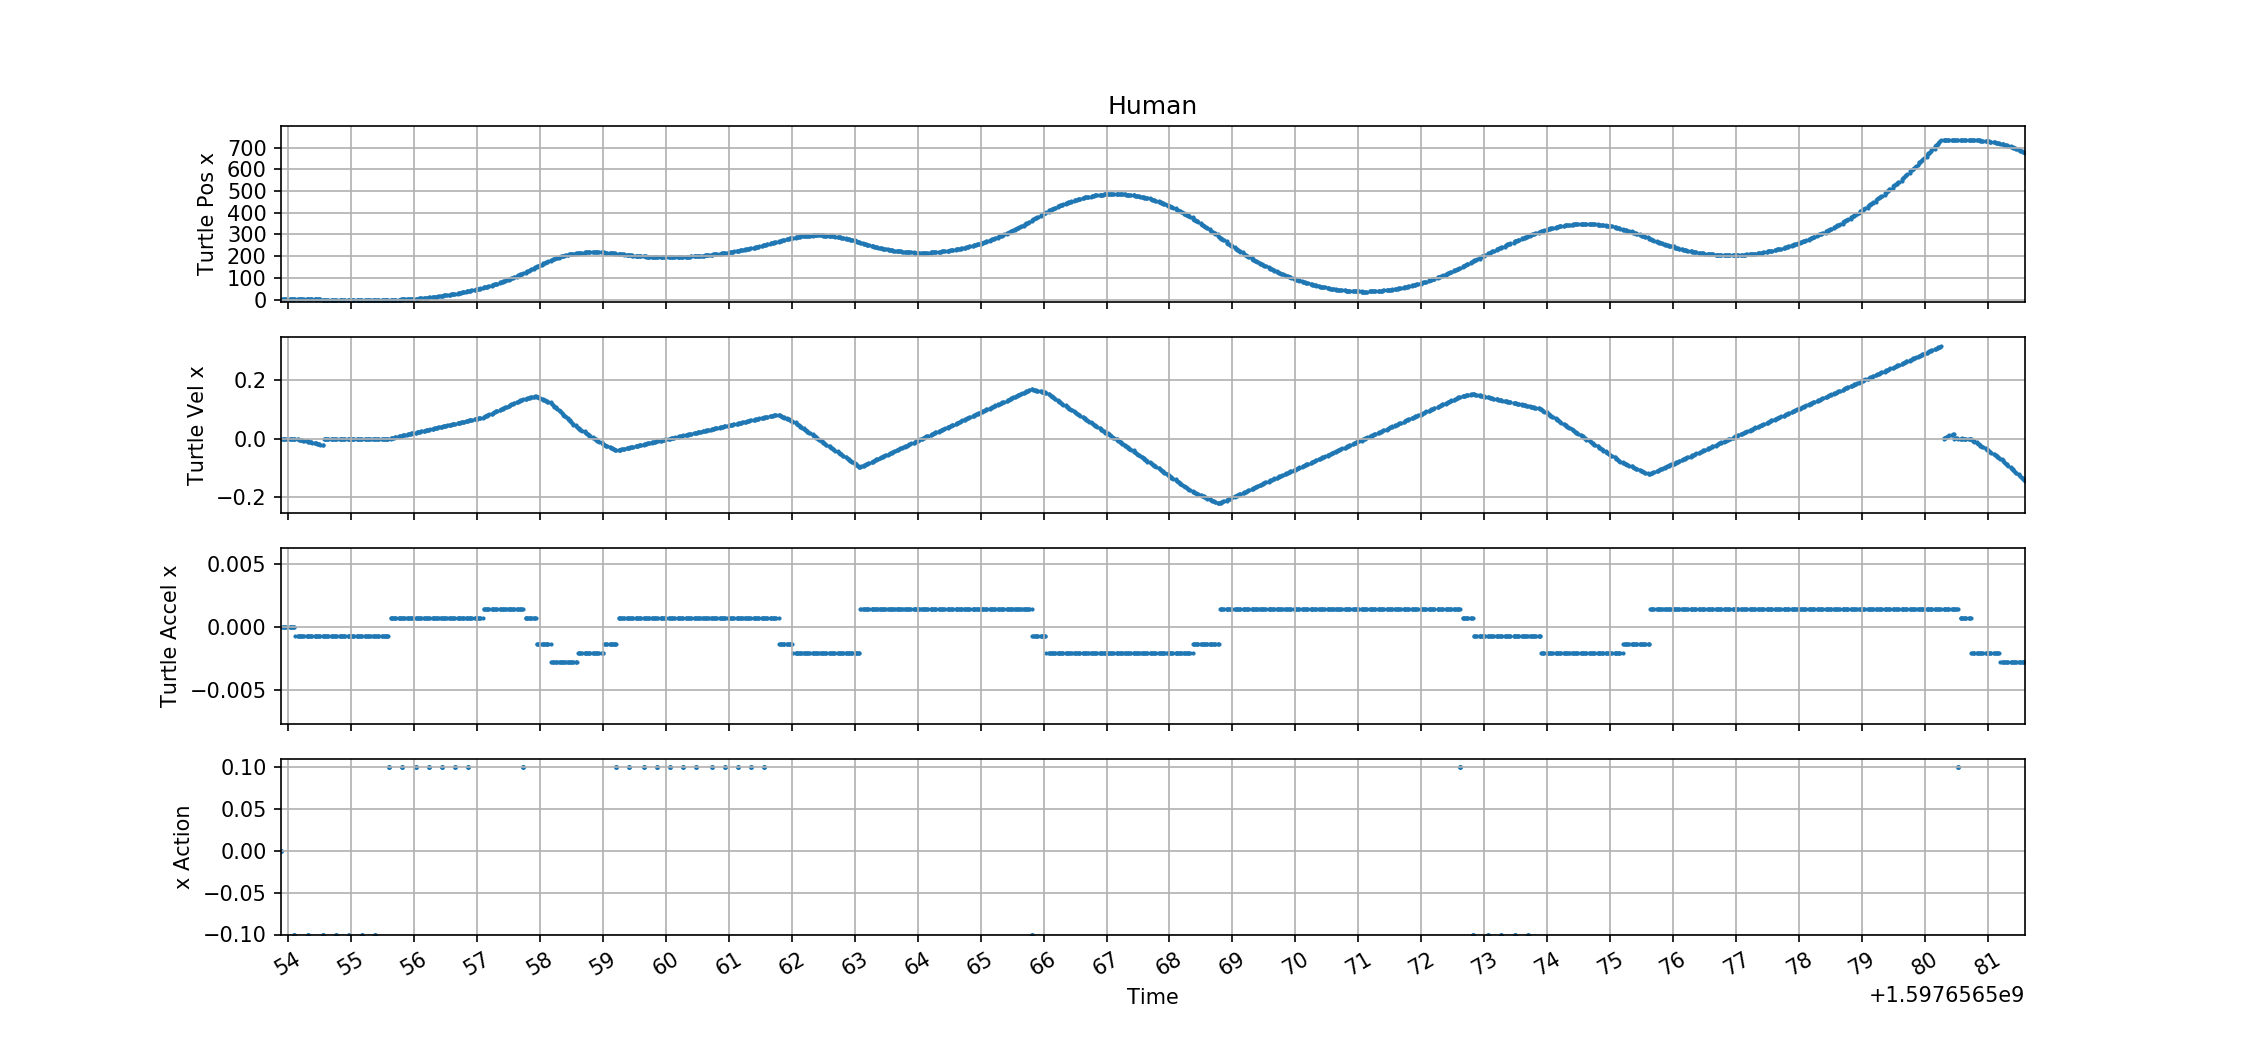 Human
Turtle Pos x
700
600
500
400
300
200
100
0
Turtle Vel x
0.2
0.0
−0.2
Turtle Accel x
0.005
0.000
−0.005
x Action
0.10
0.05
0.00
−0.05
−0.10
54 55 56 57 58 59 60 61 62 63 64 65 66 67 68 69 70 71 72 73 74 75 76 77 78 79 80 81
Time
+1.5976565e9